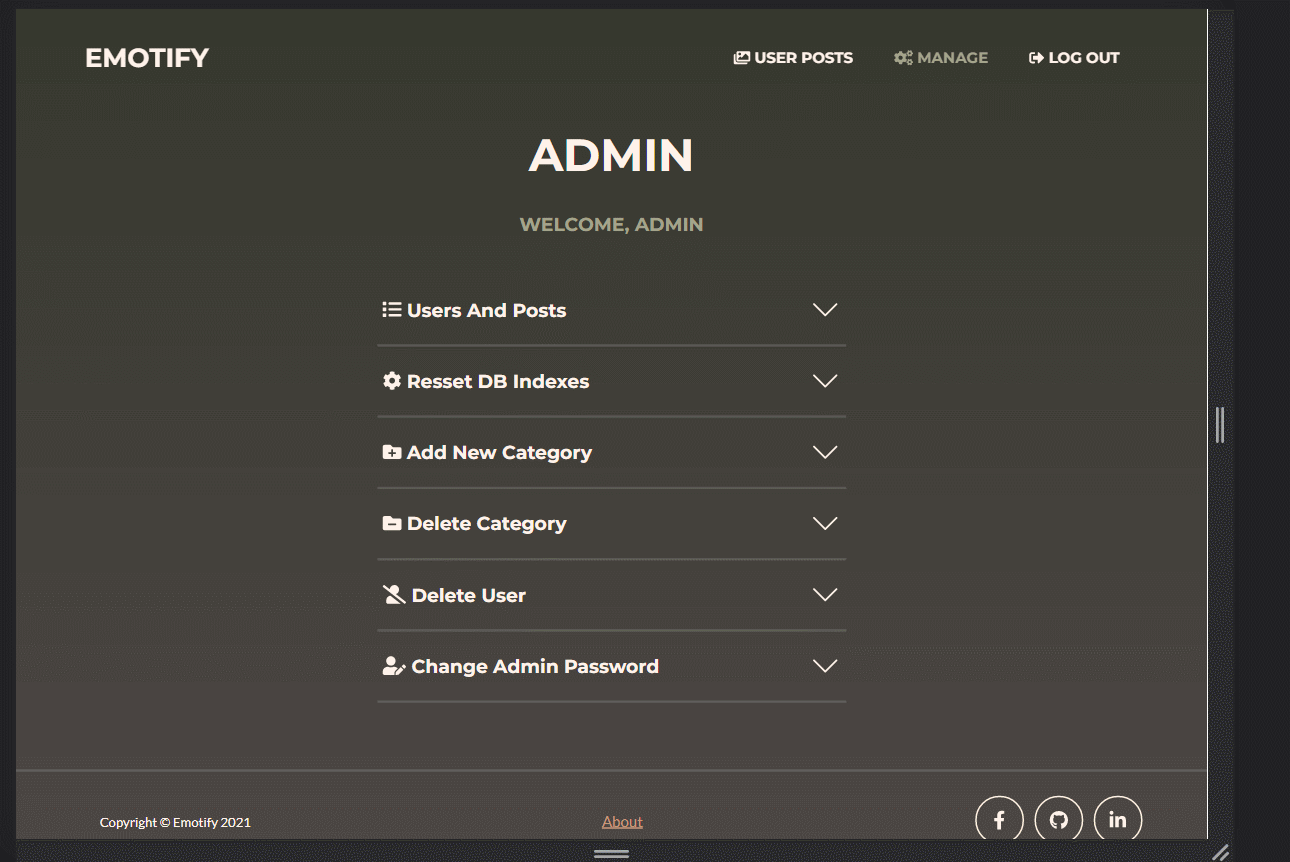 EMOTIFY
USER POSTS MANAGE LOG OUT
ADMIN
WELCOME, ADMIN
Users And Posts
Resset DB Indexes
Add New Category
Delete Category
Delete User
Change Admin Password
Copyright © Emotify 2021 About in